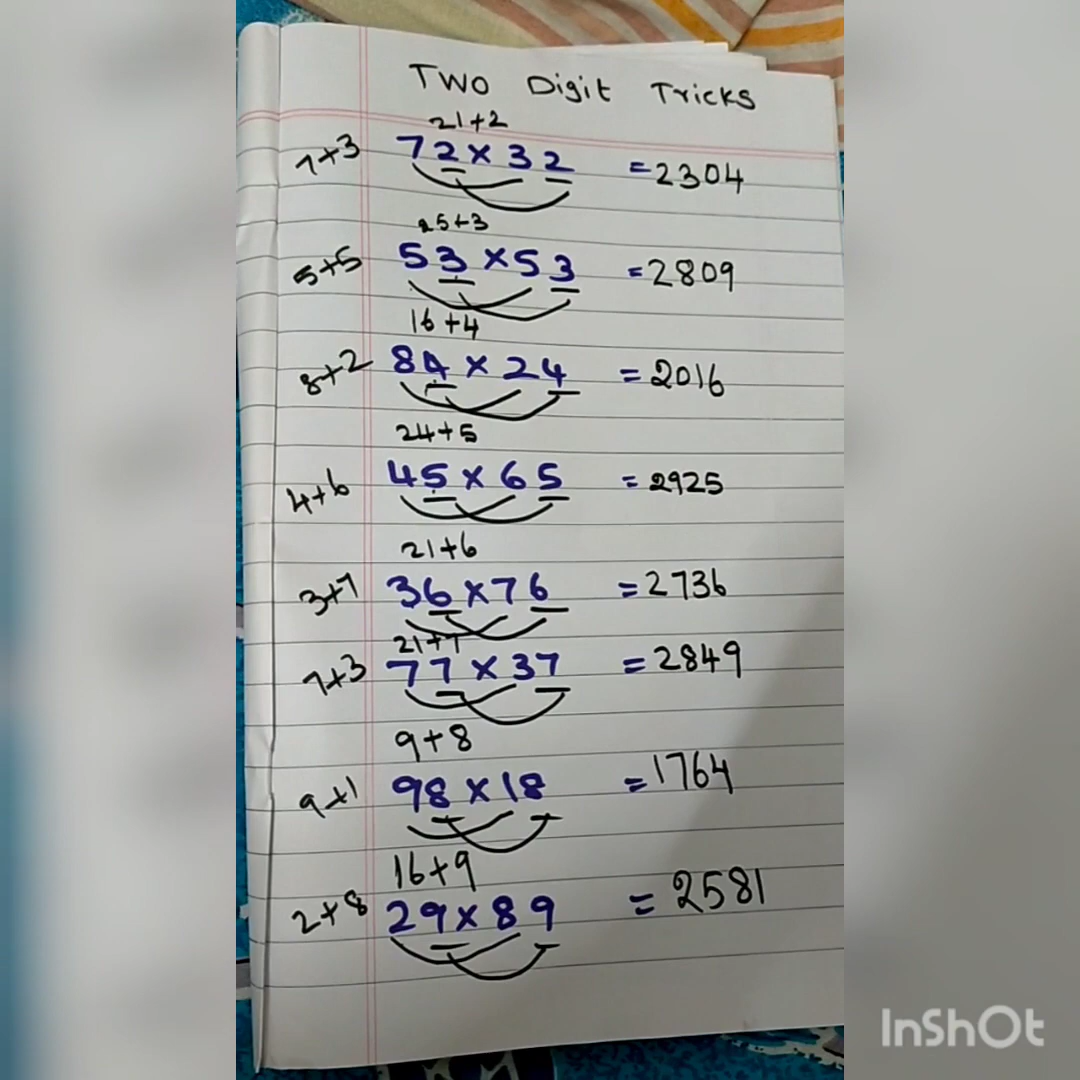 Two Digit Tricks
21+2
7+3 72 × 32 = 2304
25+3
5+5 53 × 53 = 2809
16+4
8+2 84 × 24 = 2016
24+5
4+6 45 × 65 = 2925
21+6
3+7 36 × 76 = 2736
21+7
7+3 77 × 37 = 2849
9+8
9+1 98 × 18 = 1764
16+9
2+8 29 × 89 = 2581
InShOt